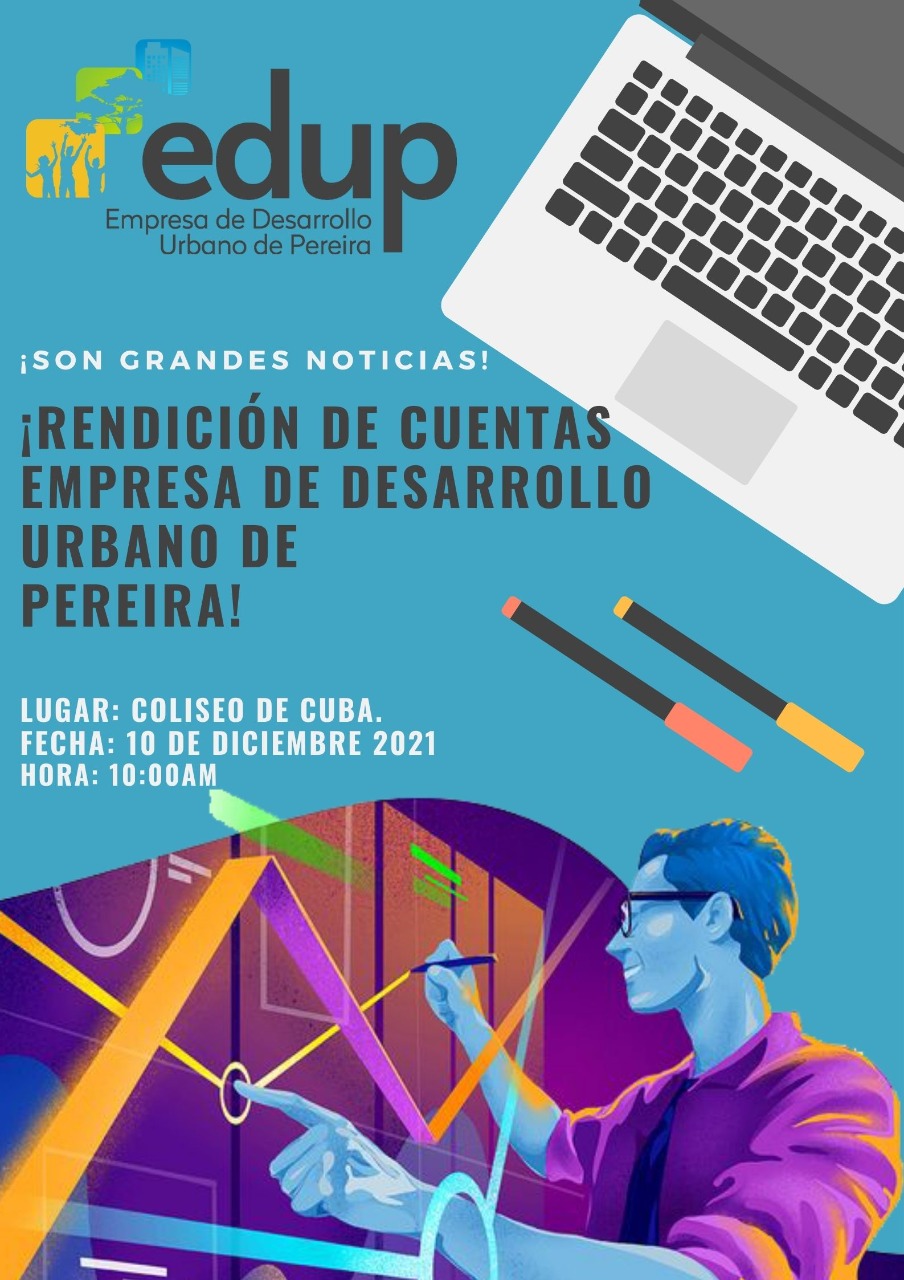 edup
Empresa de Desarrollo
Urbano de Pereira
¡SON GRANDES NOTICIAS!
¡RENDICIÓN DE CUENTAS
EMPRESA DE DESARROLLO
URBANO DE
PEREIRA!
LUGAR: COLISEO DE CUBA.
FECHA: 10 DE DICIEMBRE 2021
HORA: 10:00AM